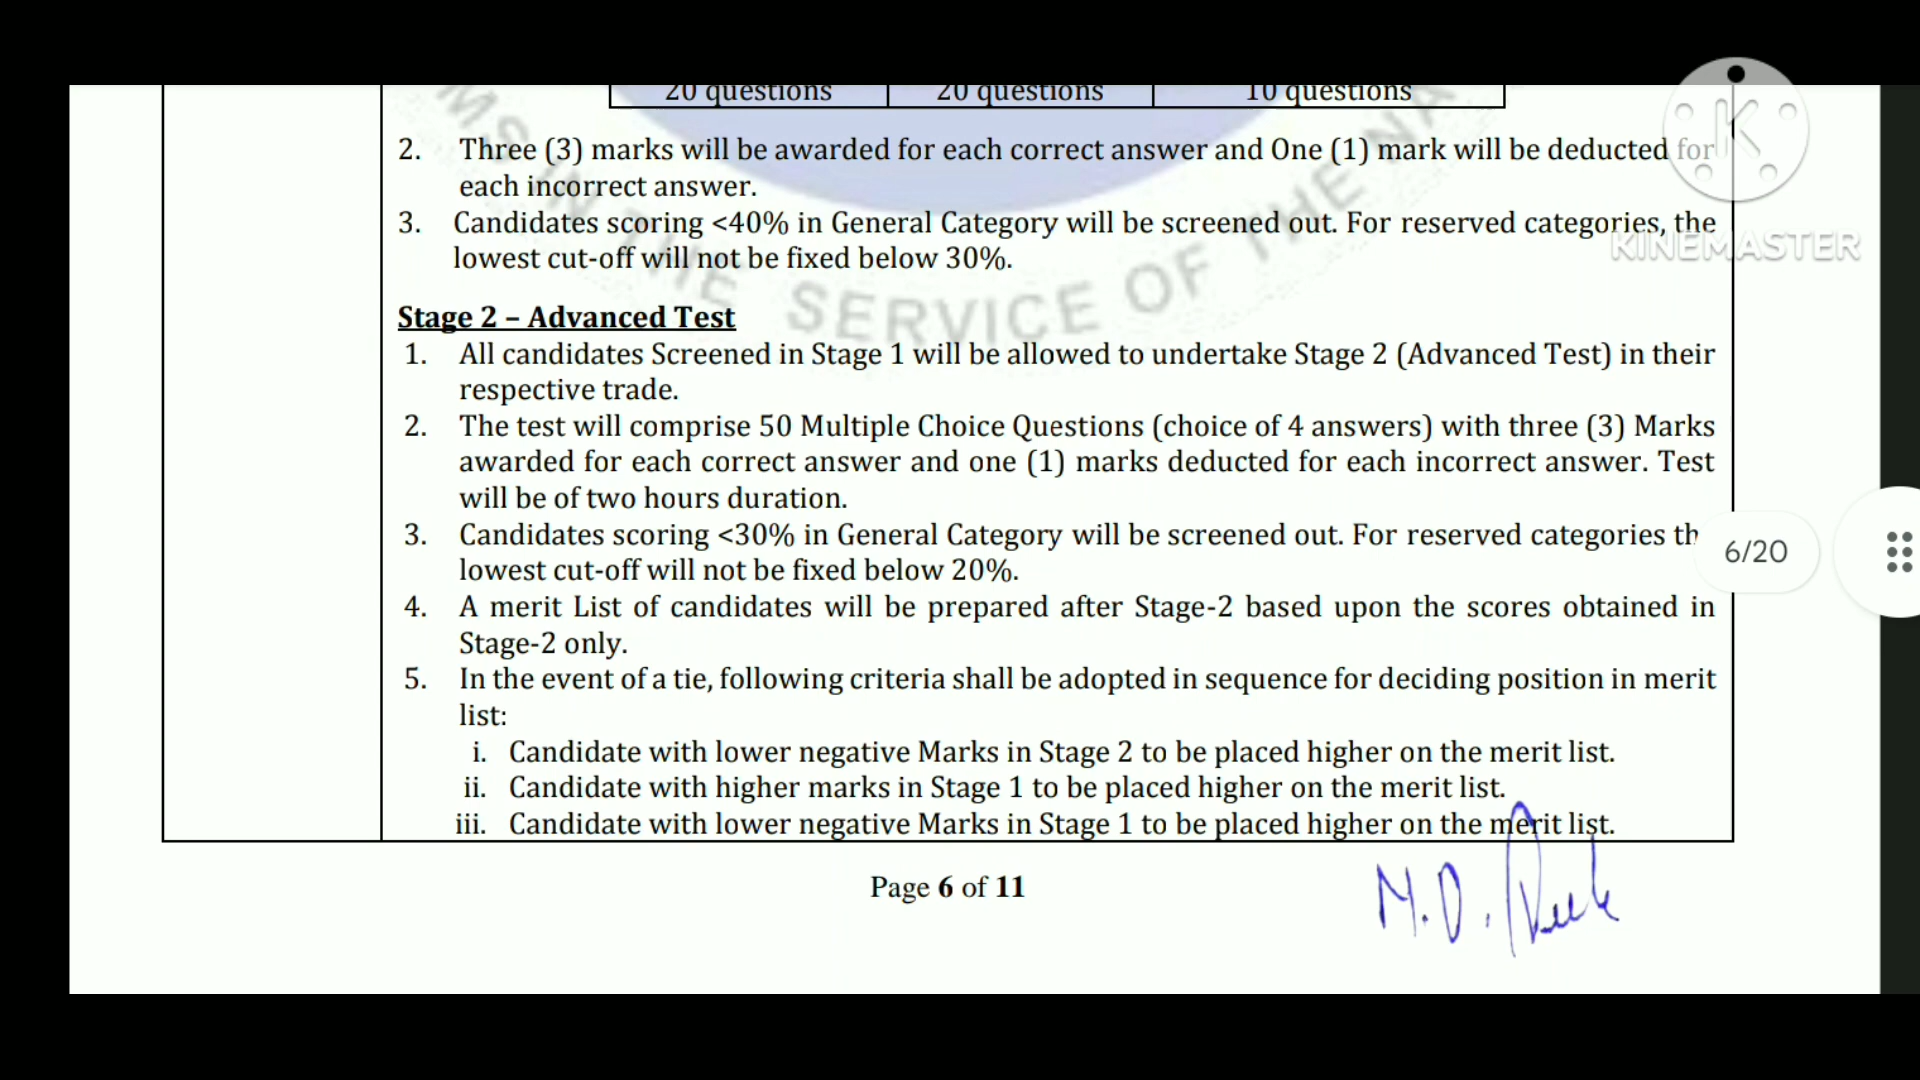 20 questions 20 questions 10 questions
2. Three (3) marks will be awarded for each correct answer and One (1) mark will be deducted for
each incorrect answer.
3. Candidates scoring <40% in General Category will be screened out. For reserved categories, the
lowest cut-off will not be fixed below 30%.
KINEMASTER
SERVICE OF THE NA
MS IN THE
Stage 2 – Advanced Test
1. All candidates Screened in Stage 1 will be allowed to undertake Stage 2 (Advanced Test) in their
respective trade.
2. The test will comprise 50 Multiple Choice Questions (choice of 4 answers) with three (3) Marks
awarded for each correct answer and one (1) marks deducted for each incorrect answer. Test
will be of two hours duration.
3. Candidates scoring <30% in General Category will be screened out. For reserved categories th
lowest cut-off will not be fixed below 20%.
6/20
4. A merit List of candidates will be prepared after Stage-2 based upon the scores obtained in
Stage-2 only.
5. In the event of a tie, following criteria shall be adopted in sequence for deciding position in merit
list:
i. Candidate with lower negative Marks in Stage 2 to be placed higher on the merit list.
ii. Candidate with higher marks in Stage 1 to be placed higher on the merit list.
iii. Candidate with lower negative Marks in Stage 1 to be placed higher on the merit list.
Page 6 of 11
M.D.